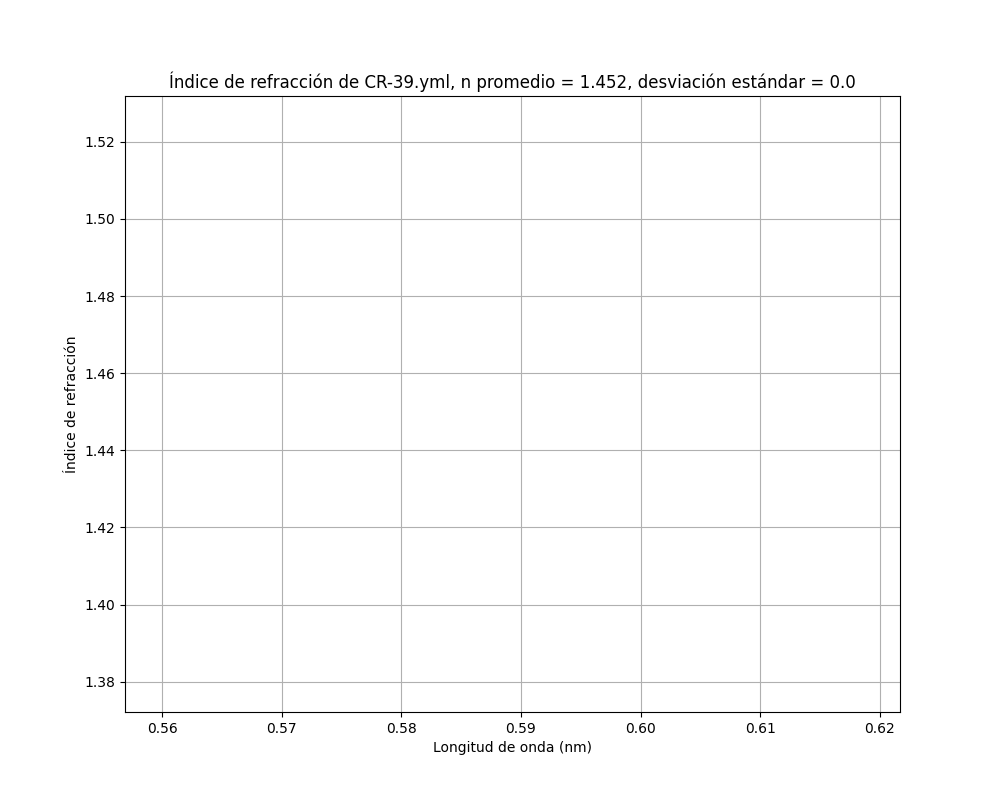 Índice de refracción de CR-39.yml, n promedio = 1.452, desviación estándar = 0.0
1.52
1.50
1.48
1.46
1.44
1.42
1.40
1.38
Índice de refracción
0.56 0.57 0.58 0.59 0.60 0.61 0.62
Longitud de onda (nm)